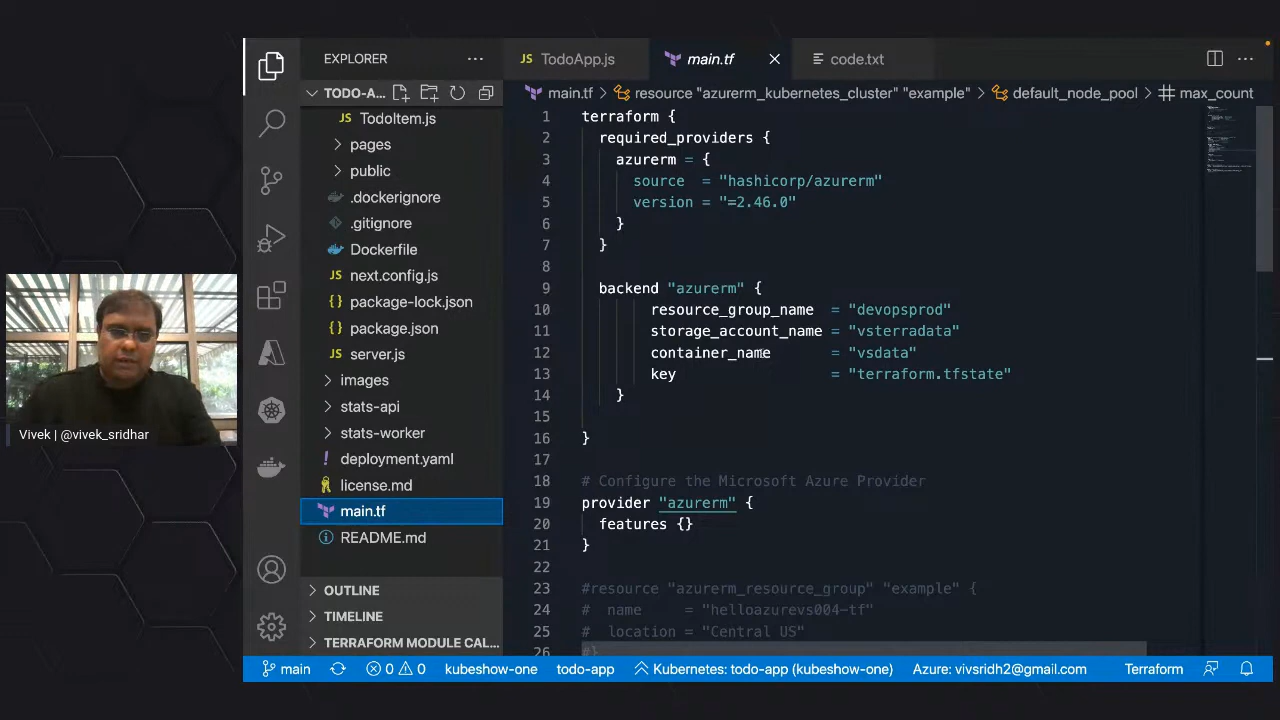 EXPLORER
TodoApp.js
main.tf
code.txt
TODO-A...
main.tf > resource "azurerm_kubernetes_cluster" "example" > default_node_pool > # max_count
TodoItem.js
pages
public
.dockerignore
.gitignore
Dockerfile
next.config.js
package-lock.json
package.json
server.js
images
stats-api
stats-worker
deployment.yaml
license.md
main.tf
README.md
OUTLINE
TIMELINE
TERRAFORM MODULE CAL...
1 terraform {
2 required_providers {
3 azurerm = {
4 source = "hashicorp/azurerm"
5 version = "=2.46.0"
6 }
7 }
8
9 backend "azurerm" {
10 resource_group_name = "devopsprod"
11 storage_account_name = "vsterradata"
12 container_name = "vsdata"
13 key = "terraform.tfstate"
14 }
15
16 }
17
18 # Configure the Microsoft Azure Provider
19 provider "azurerm" {
20 features {}
21 }
22
23 #resource "azurerm_resource_group" "example" {
24 # name = "helloazurevs004-tf"
25 # location = "Central US"
26 #}
Vivek | @vivek_sridhar
main 0 0 kubeshow-one todo-app Kubernetes: todo-app (kubeshow-one) Azure: vivsridh2@gmail.com Terraform